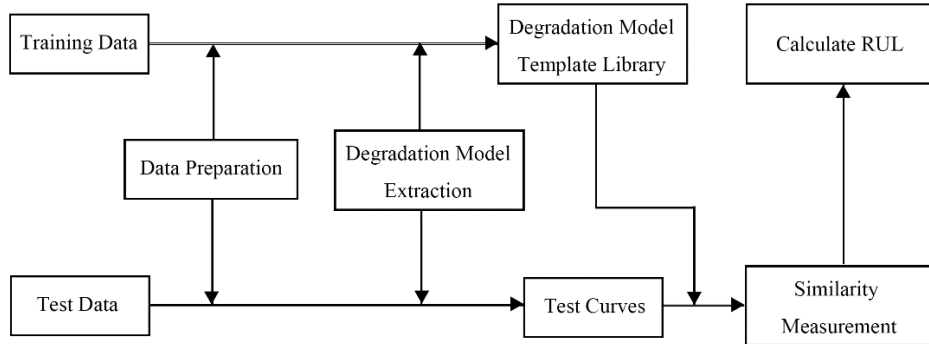 Training Data
Degradation Model
Template Library
Calculate RUL
Data Preparation
Degradation Model
Extraction
Test Data
Test Curves
Similarity
Measurement